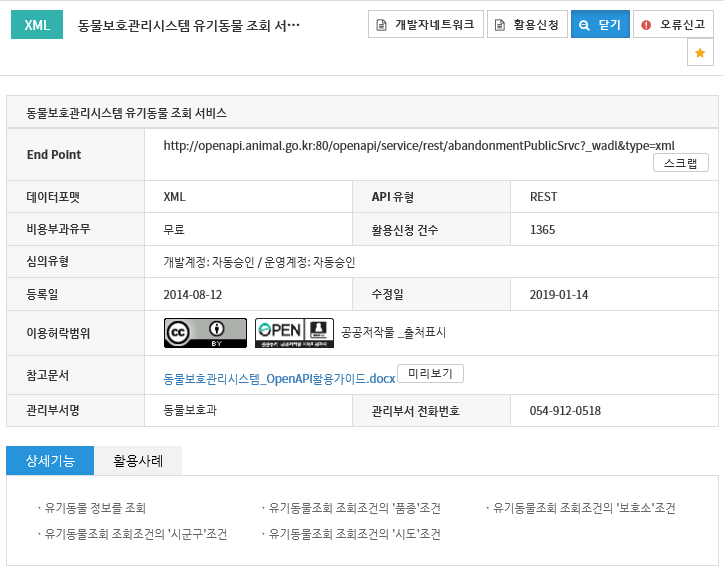 XML 동물보호관리시스템 유기동물 조회 서… 개발자네트워크 활용신청 닫기 오류신고
동물보호관리시스템 유기동물 조회 서비스
End Point http://openapi.animal.go.kr:80/openapi/service/rest/abandonmentPublicSrvc?_wadl&type=xml
스크랩
데이터포맷 XML API 유형 REST
비용부과유무 무료 활용신청 건수 1365
심의유형 개발계정: 자동승인 / 운영계정: 자동승인
등록일 2014-08-12 수정일 2019-01-14
이용허락범위 cc BY OPEN 공공저작물 _출처표시
참고문서 동물보호관리시스템_OpenAPI활용가이드.docx 미리보기
관리부서명 동물보호과 관리부서 전화번호 054-912-0518
상세기능 활용사례
· 유기동물 정보를 조회 · 유기동물조회 조회조건의 '품종'조건 · 유기동물조회 조회조건의 '보호소'조건
· 유기동물조회 조회조건의 '시군구'조건 · 유기동물조회 조회조건의 '시도'조건